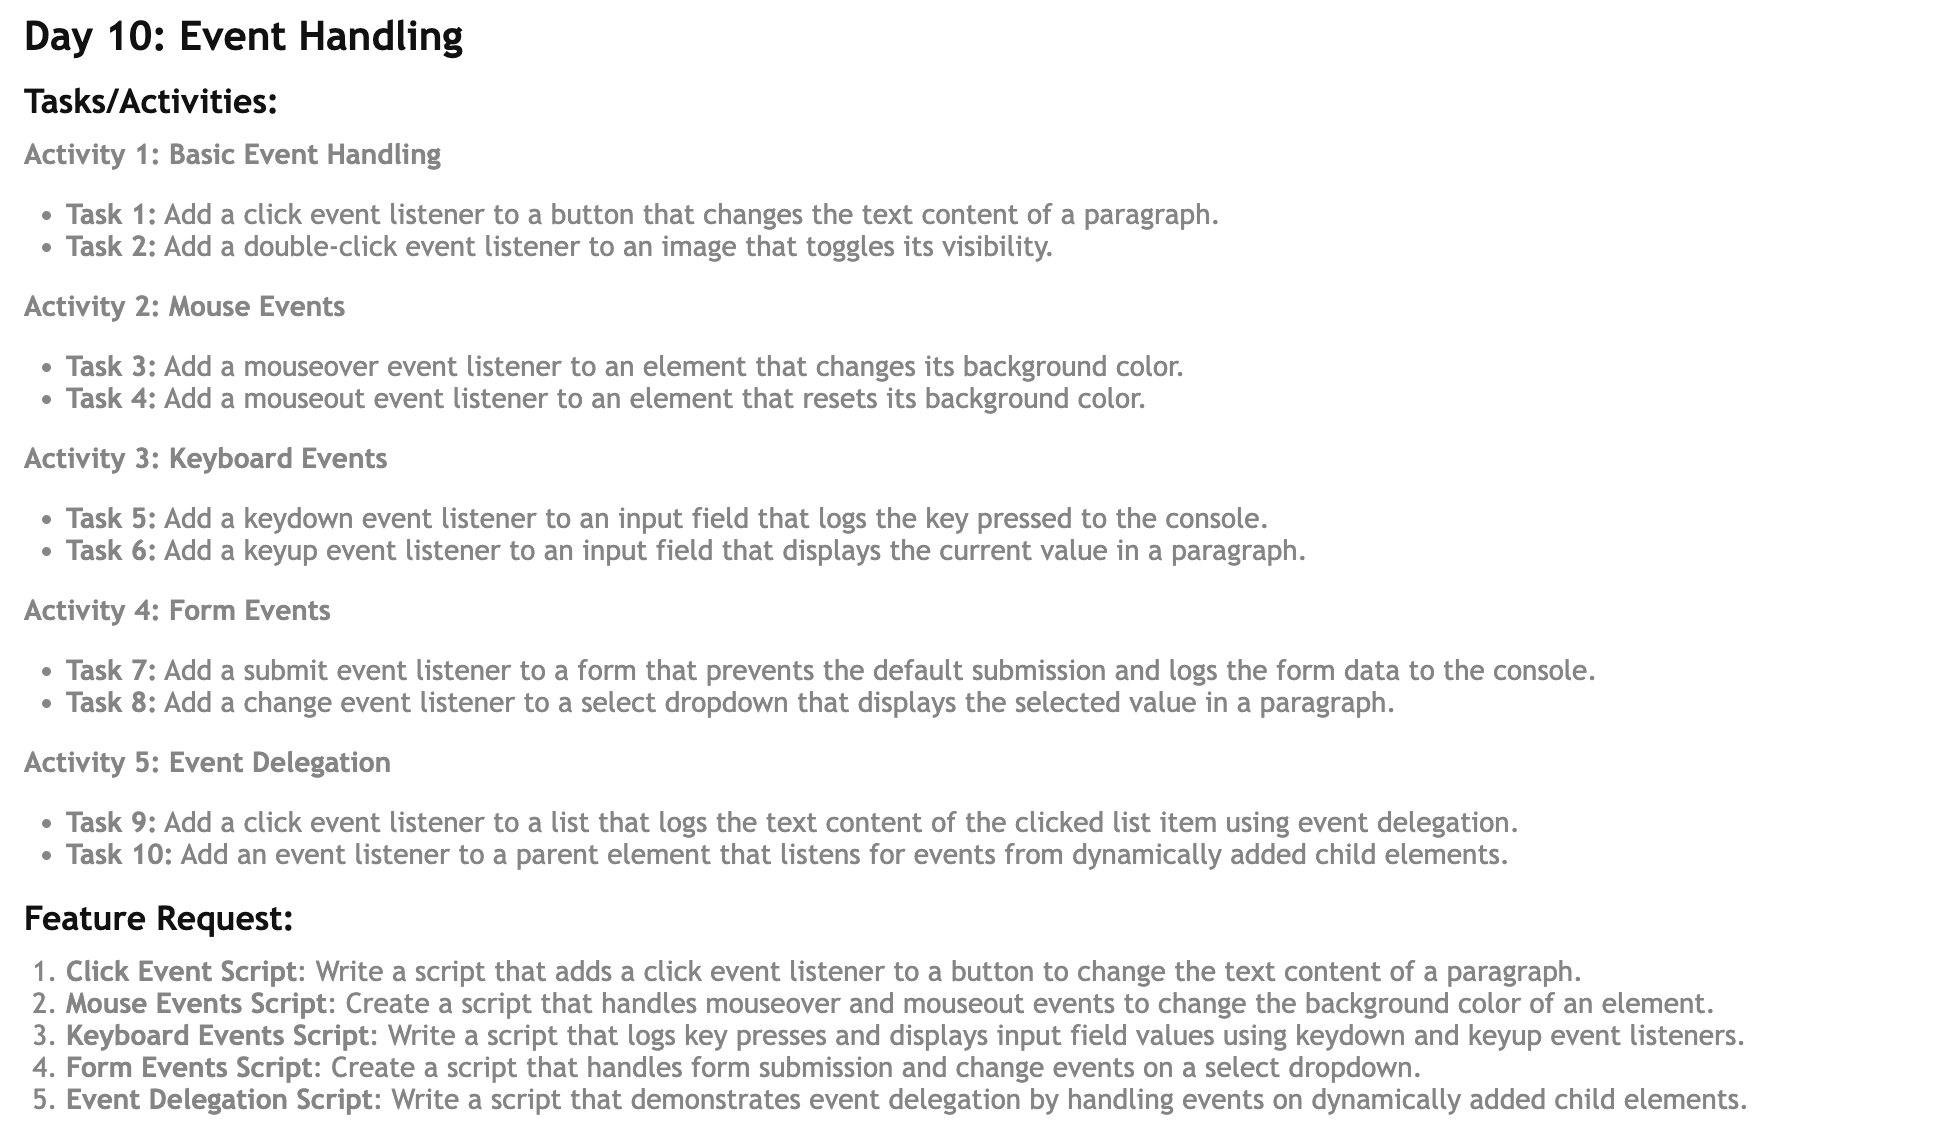 Day 10: Event Handling
Tasks/Activities:
Activity 1: Basic Event Handling
• Task 1: Add a click event listener to a button that changes the text content of a paragraph.
• Task 2: Add a double-click event listener to an image that toggles its visibility.
Activity 2: Mouse Events
• Task 3: Add a mouseover event listener to an element that changes its background color.
• Task 4: Add a mouseout event listener to an element that resets its background color.
Activity 3: Keyboard Events
• Task 5: Add a keydown event listener to an input field that logs the key pressed to the console.
• Task 6: Add a keyup event listener to an input field that displays the current value in a paragraph.
Activity 4: Form Events
• Task 7: Add a submit event listener to a form that prevents the default submission and logs the form data to the console.
• Task 8: Add a change event listener to a select dropdown that displays the selected value in a paragraph.
Activity 5: Event Delegation
• Task 9: Add a click event listener to a list that logs the text content of the clicked list item using event delegation.
• Task 10: Add an event listener to a parent element that listens for events from dynamically added child elements.
Feature Request:
1. Click Event Script: Write a script that adds a click event listener to a button to change the text content of a paragraph.
2. Mouse Events Script: Create a script that handles mouseover and mouseout events to change the background color of an element.
3. Keyboard Events Script: Write a script that logs key presses and displays input field values using keydown and keyup event listeners.
4. Form Events Script: Create a script that handles form submission and change events on a select dropdown.
5. Event Delegation Script: Write a script that demonstrates event delegation by handling events on dynamically added child elements.